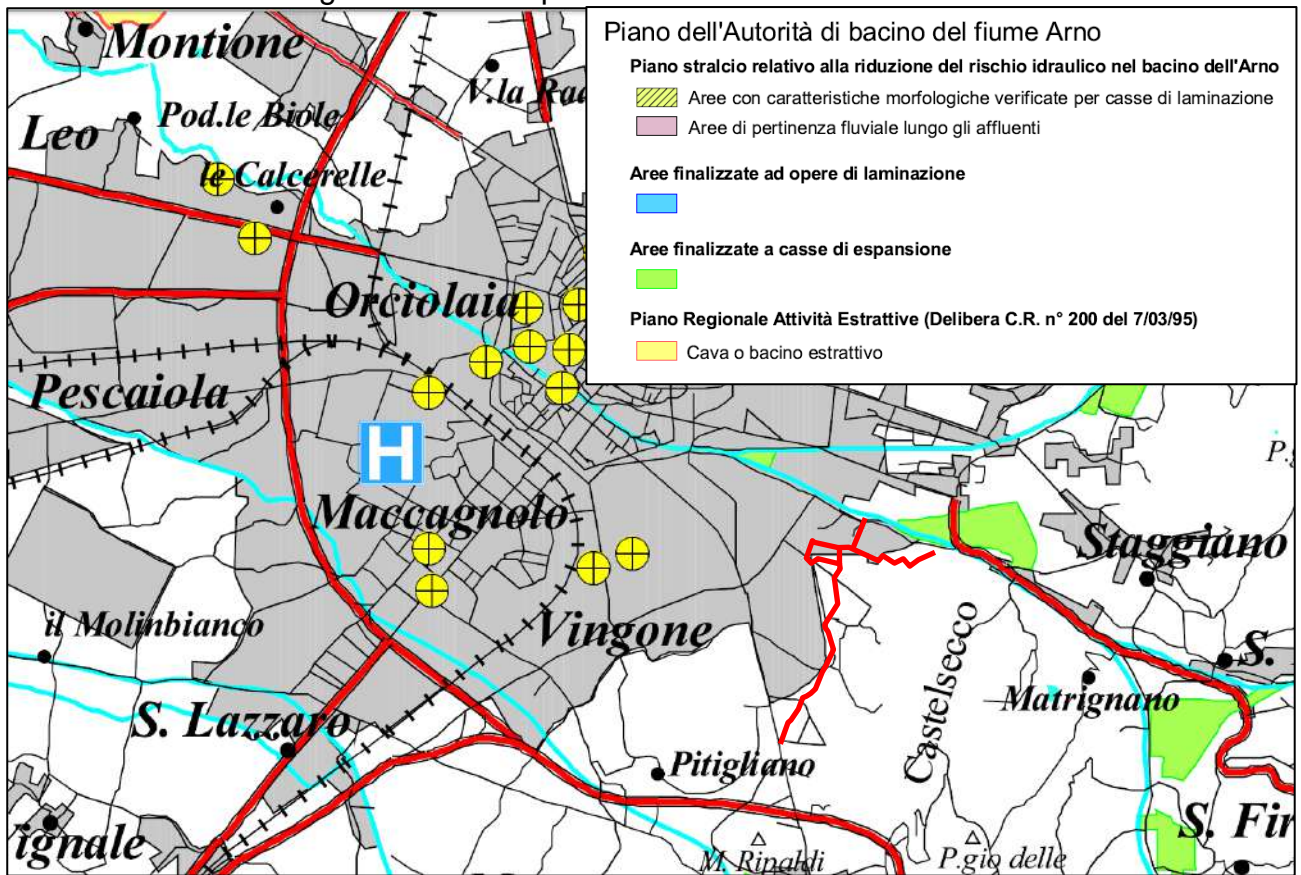 Montione
V.la
Pod.le Biole
Leo
le Calcerelle
Orciolaia
Pescaiola
H
Maccagnolo
Staggiano
il Molinbianco
Vingone
Castelsecco
S.
Matrignano
S. Lazzaro
Pitigliano
S. Fir
ignale
M. Rinaldi
P.gio delle
Piano dell'Autorità di bacino del fiume Arno
Piano stralcio relativo alla riduzione del rischio idraulico nel bacino dell'Arno
Aree con caratteristiche morfologiche verificate per casse di laminazione
Aree di pertinenza fluviale lungo gli affluenti
Aree finalizzate ad opere di laminazione
Aree finalizzate a casse di espansione
Piano Regionale Attività Estrattive (Delibera C.R. n° 200 del 7/03/95)
Cava o bacino estrattivo